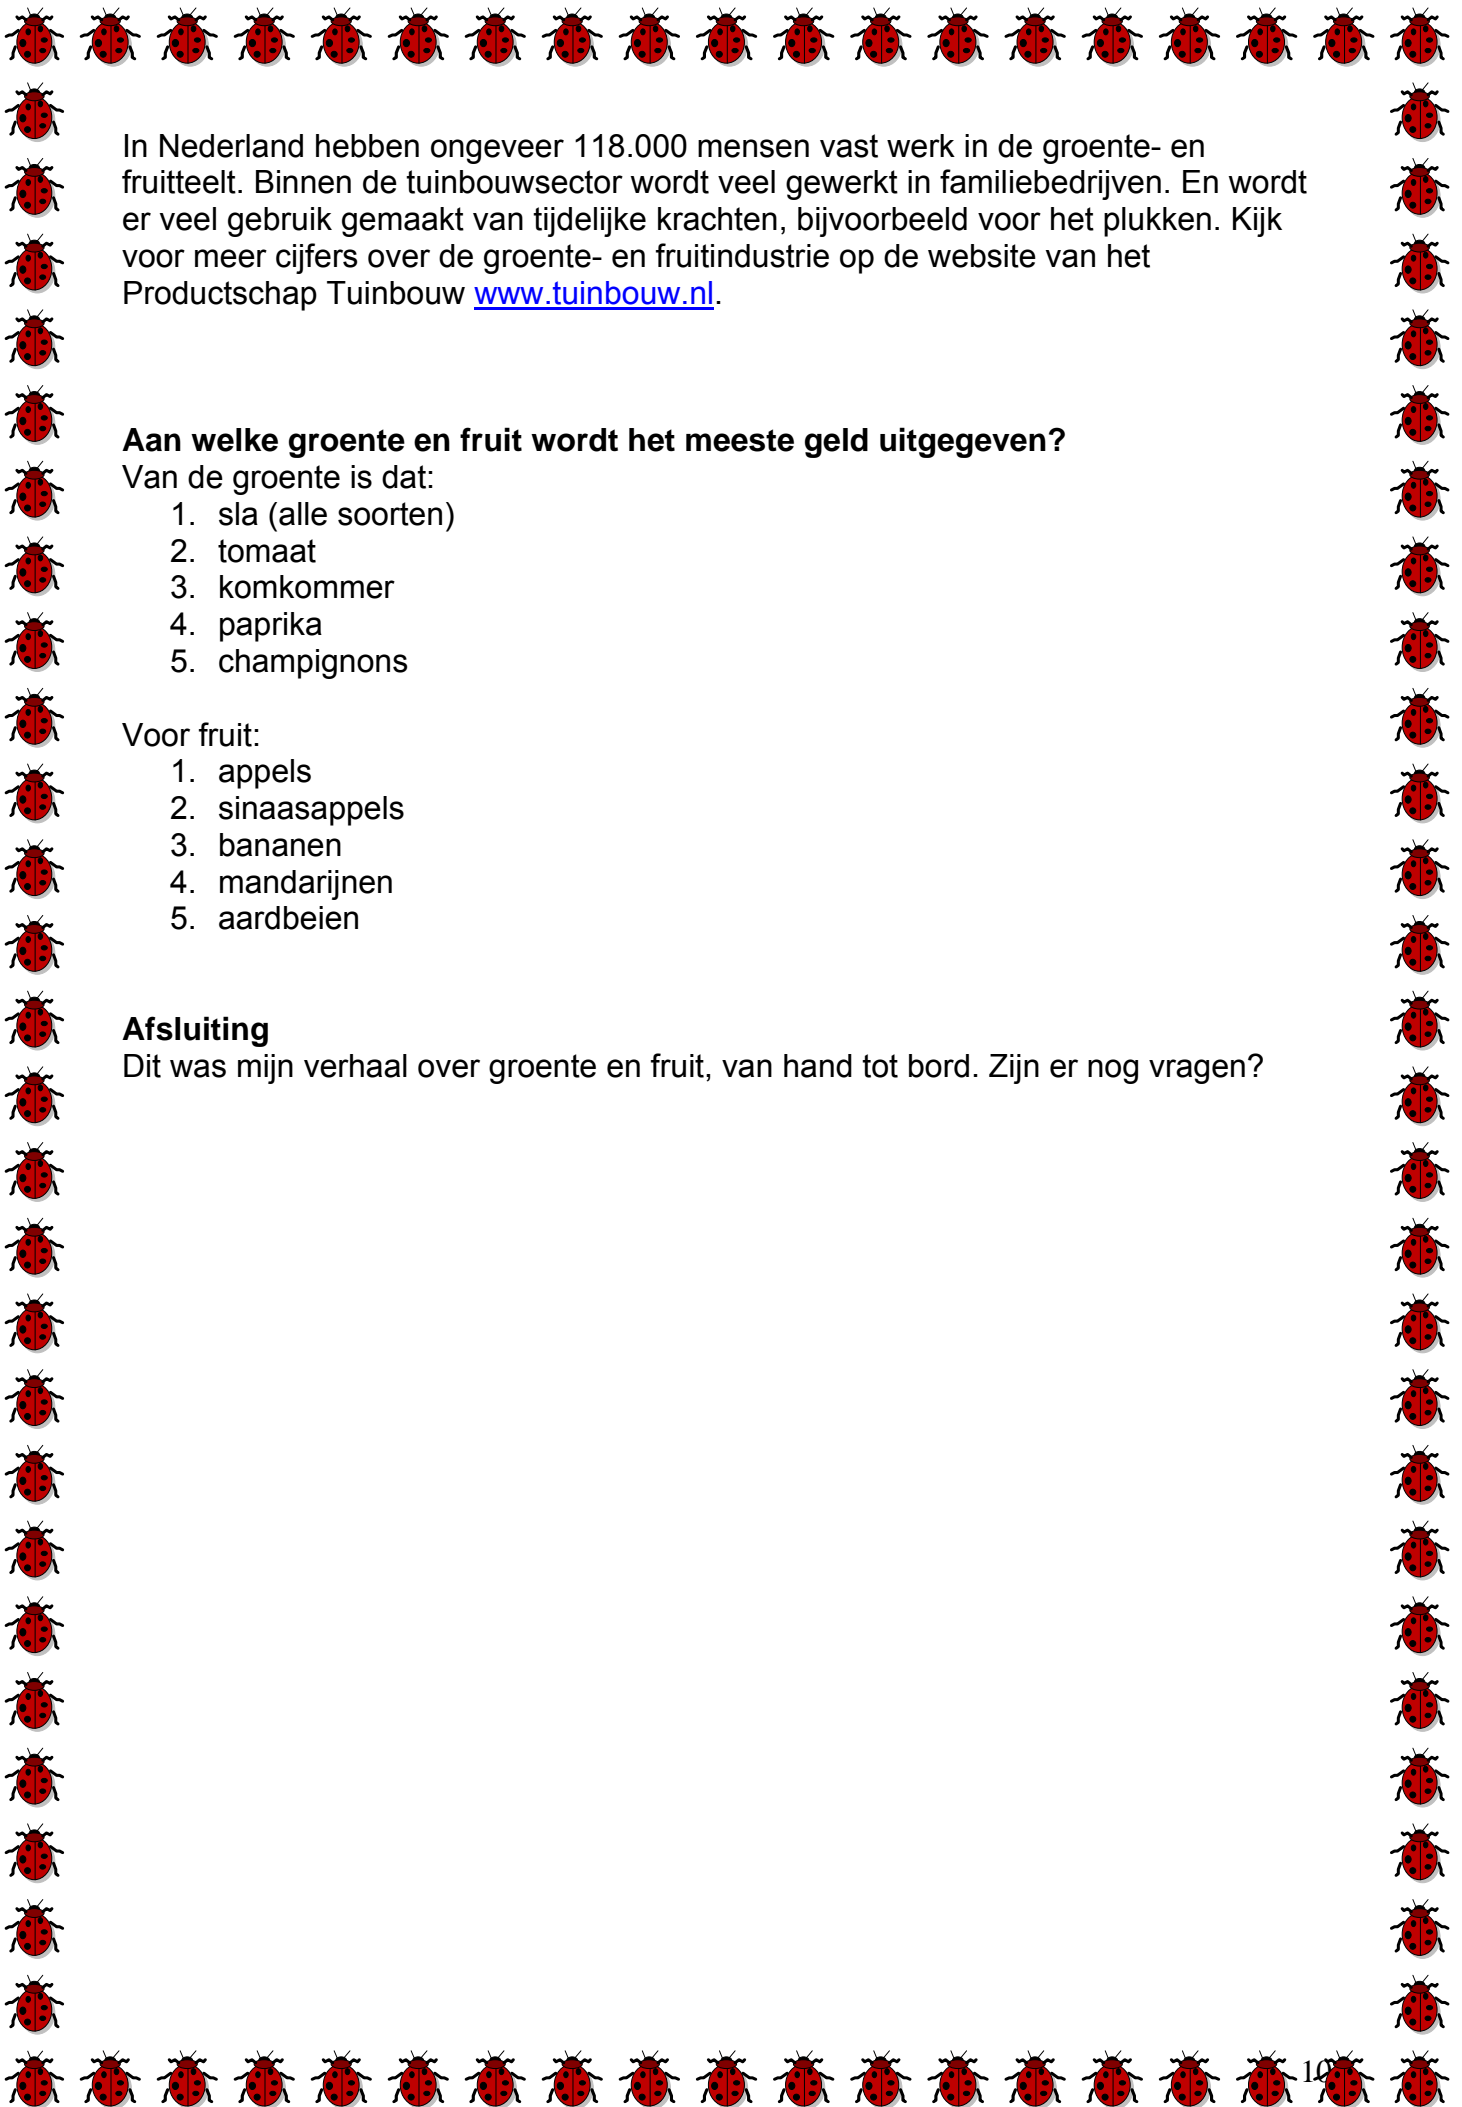 In Nederland hebben ongeveer 118.000 mensen vast werk in de groente- en
fruitteelt. Binnen de tuinbouwsector wordt veel gewerkt in familiebedrijven. En wordt
er veel gebruik gemaakt van tijdelijke krachten, bijvoorbeeld voor het plukken. Kijk
voor meer cijfers over de groente- en fruitindustrie op de website van het
Productschap Tuinbouw www.tuinbouw.nl.
Aan welke groente en fruit wordt het meeste geld uitgegeven?
Van de groente is dat:
1. sla (alle soorten)
2. tomaat
3. komkommer
4. paprika
5. champignons
Voor fruit:
1. appels
2. sinaasappels
3. bananen
4. mandarijnen
5. aardbeien
Afsluiting
Dit was mijn verhaal over groente en fruit, van hand tot bord. Zijn er nog vragen?
10